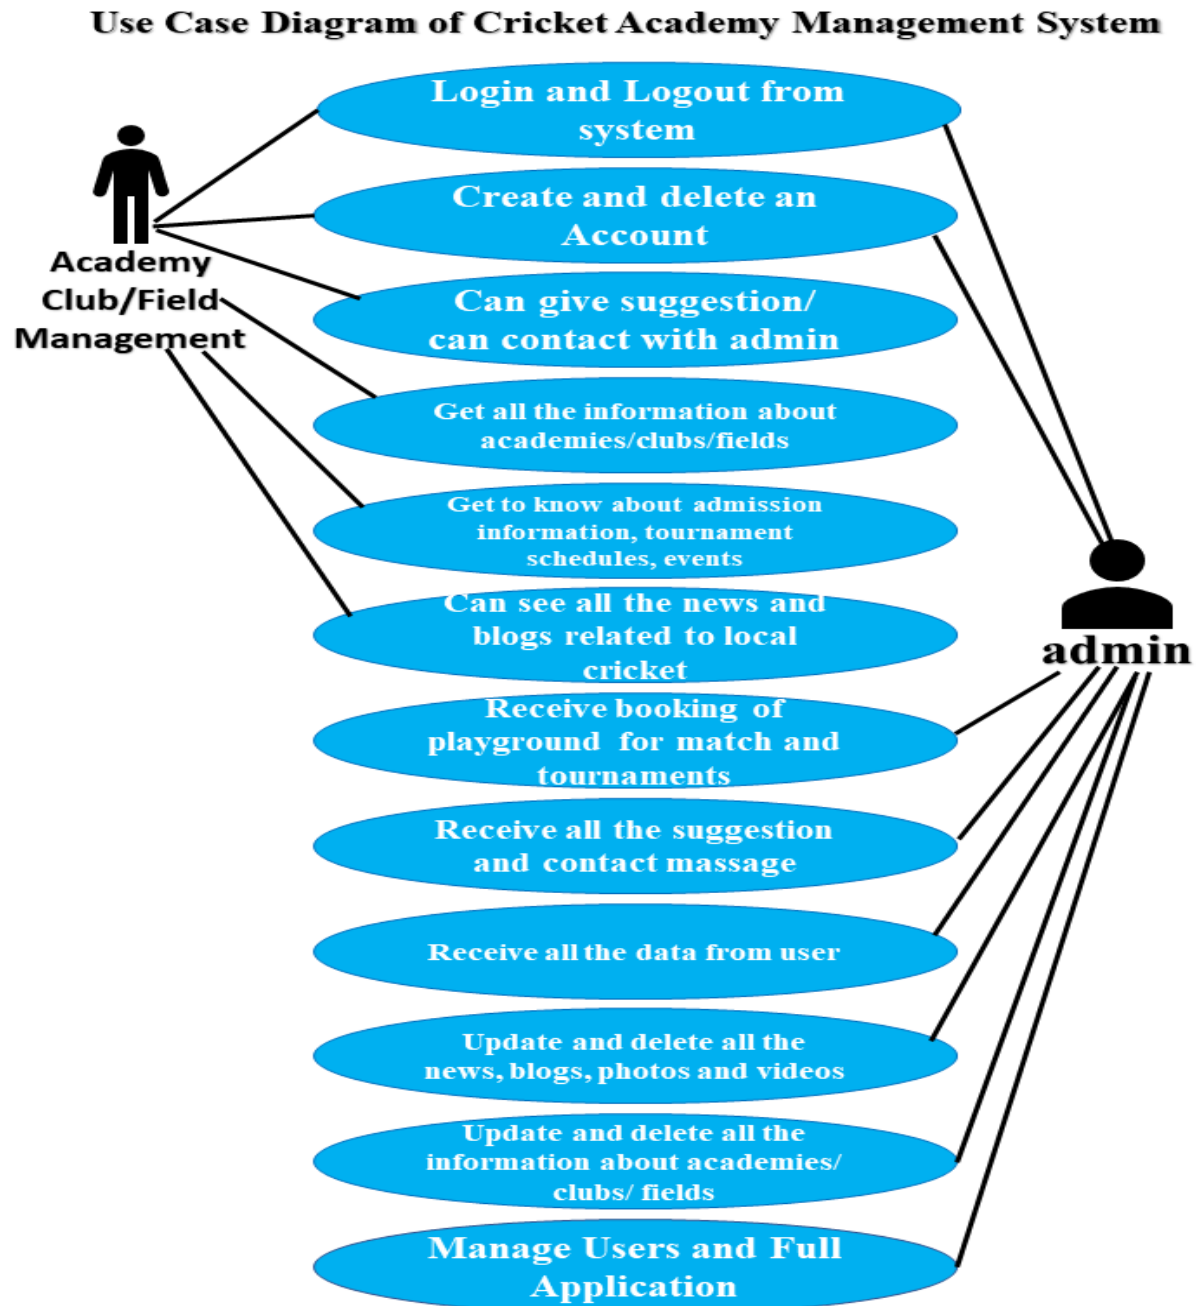 Use Case Diagram of Cricket Academy Management System
Login and Logout from
system
Create and delete an
Account
Academy
Club/Field
Management
Can give suggestion/
can contact with admin
Get all the information about
academies/clubs/fields
Get to know about admission
information, tournament
schedules, events
Can see all the news and
blogs related to local
cricket
admin
Receive booking of
playground for match and
tournaments
Receive all the suggestion
and contact massage
Receive all the data from user
Update and delete all the
news, blogs, photos and videos
Update and delete all the
information about academies/
clubs/ fields
Manage Users and Full
Application